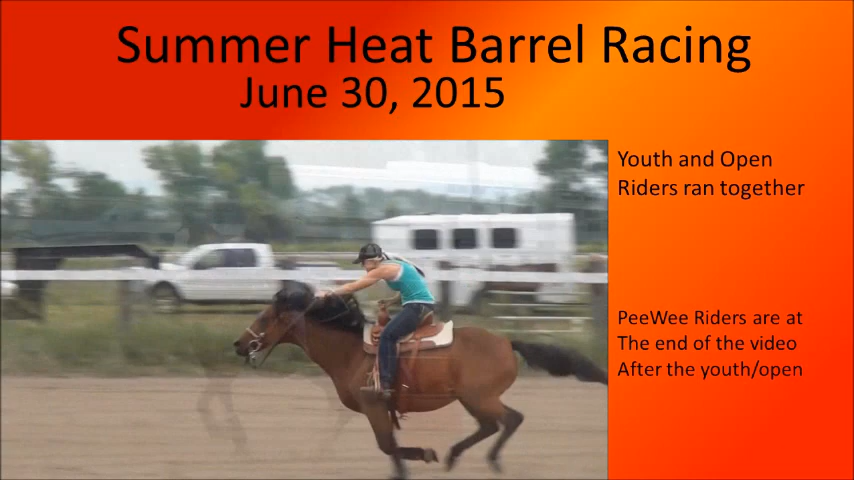 Summer Heat Barrel Racing
June 30, 2015
Youth and Open
Riders ran together
PeeWee Riders are at
The end of the video
After the youth/open